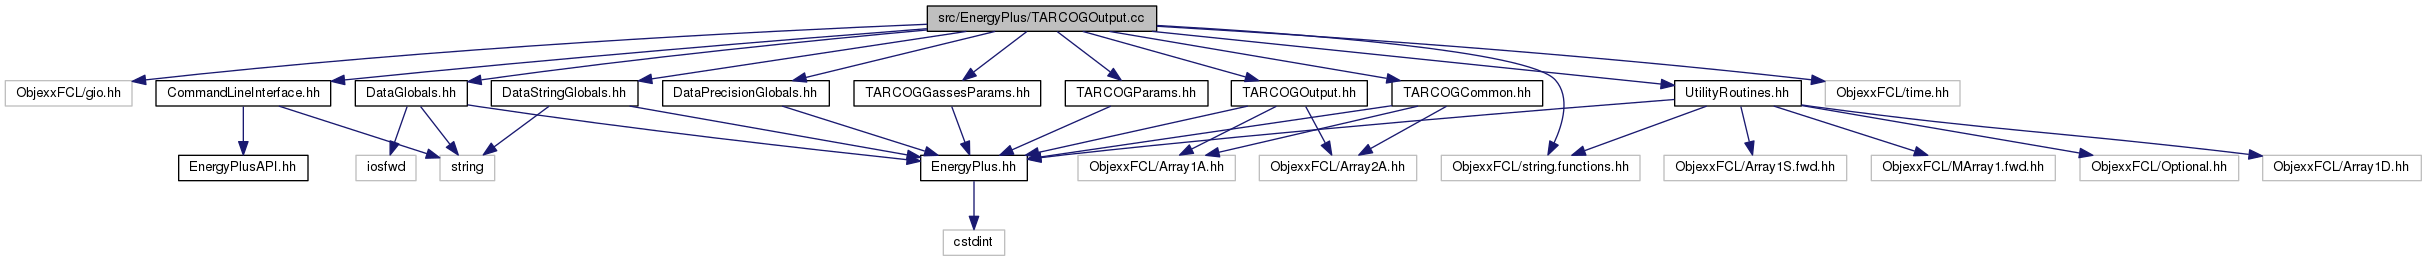 src/EnergyPlus/TARCOGOutput.cc
ObjexxFCL/gio.hh
CommandLineInterface.hh
DataGlobals.hh
DataStringGlobals.hh
DataPrecisionGlobals.hh
TARCOGGassesParams.hh
TARCOGParams.hh
TARCOGOutput.hh
TARCOGCommon.hh
UtilityRoutines.hh
ObjexxFCL/time.hh
EnergyPlusAPI.hh
iosfwd
string
EnergyPlus.hh
ObjexxFCL/Array1A.hh
ObjexxFCL/Array2A.hh
ObjexxFCL/string.functions.hh
ObjexxFCL/Array1S.fwd.hh
ObjexxFCL/MArray1.fwd.hh
ObjexxFCL/Optional.hh
ObjexxFCL/Array1D.hh
cstdint